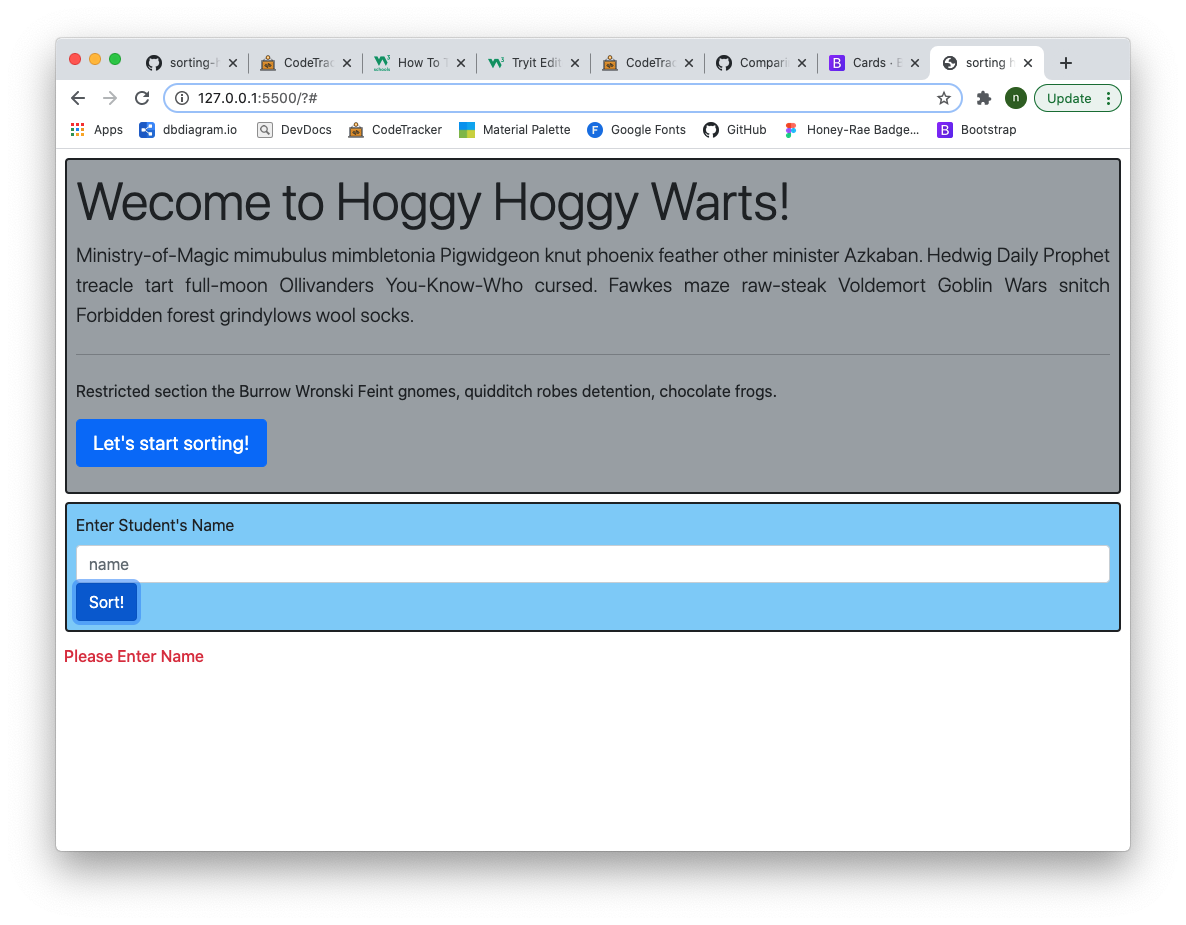 sorting-h
CodeTrac
How To T
Tryit Edit
CodeTrac
Compari
Cards · B
sorting h
127.0.0.1:5500/?#
n
Update
Apps
dbdiagram.io
DevDocs
CodeTracker
Material Palette
F
Google Fonts
GitHub
Honey-Rae Badge...
B
Bootstrap
Wecome to Hoggy Hoggy Warts!
Ministry-of-Magic mimubulus mimbletonia Pigwidgeon knut phoenix feather other minister Azkaban. Hedwig Daily Prophet
treacle tart full-moon Ollivanders You-Know-Who cursed. Fawkes maze raw-steak Voldemort Goblin Wars snitch
Forbidden forest grindylows wool socks.
Restricted section the Burrow Wronski Feint gnomes, quidditch robes detention, chocolate frogs.
Let's start sorting!
Enter Student's Name
name
Sort!
Please Enter Name